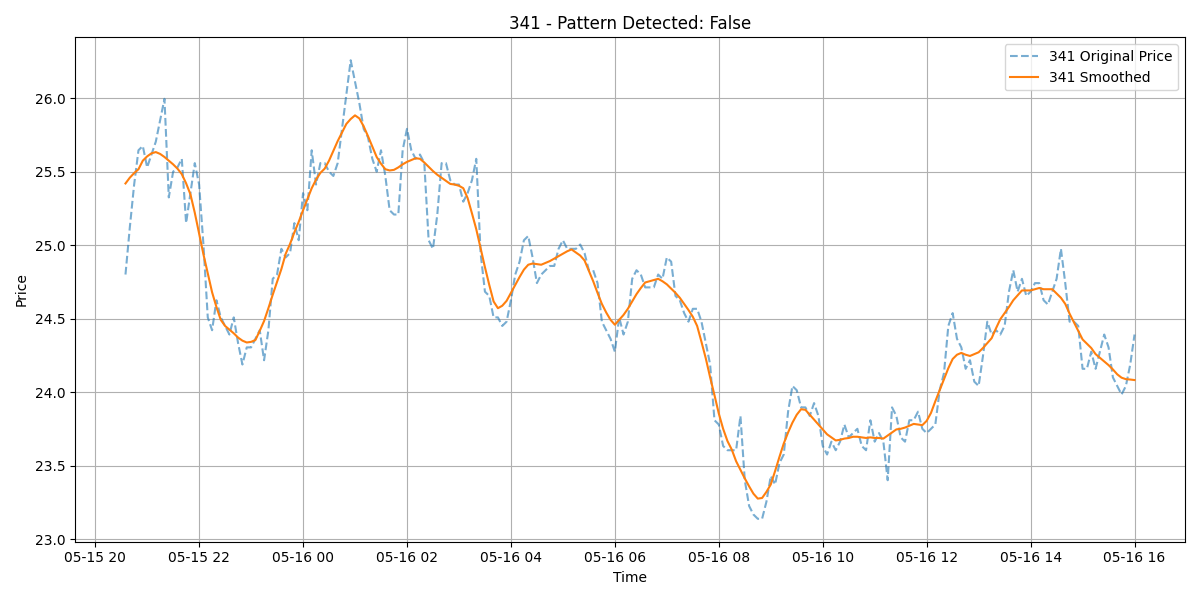 341 - Pattern Detected: False
341 Original Price
341 Smoothed
Price
26.0
25.5
25.0
24.5
24.0
23.5
23.0
05-15 20 05-15 22 05-16 00 05-16 02 05-16 04 05-16 06 05-16 08 05-16 10 05-16 12 05-16 14 05-16 16
Time